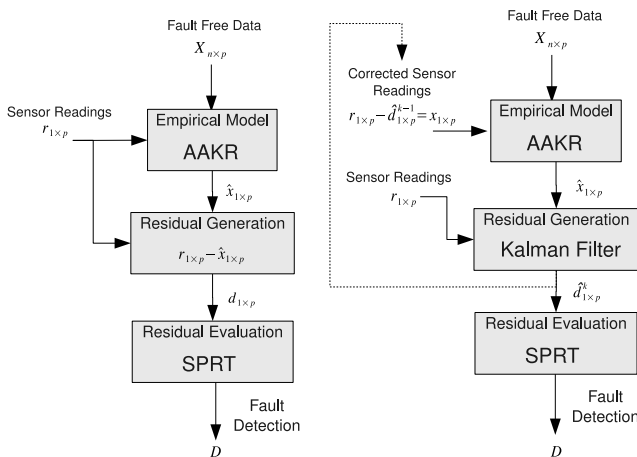 Fault Free Data
X_{n×p}
Sensor Readings
r_{1×p}
Empirical Model
AAKR
x̂_{1×p}
Residual Generation
r_{1×p} − x̂_{1×p}
d_{1×p}
Residual Evaluation
SPRT
Fault
Detection
D
Fault Free Data
X_{n×p}
Corrected Sensor
Readings
r_{1×p} − d̂^{k−1}_{1×p} = x_{1×p}
Empirical Model
AAKR
x̂_{1×p}
Sensor Readings
r_{1×p}
Residual Generation
Kalman Filter
d̂^{k}_{1×p}
Residual Evaluation
SPRT
Fault
Detection
D